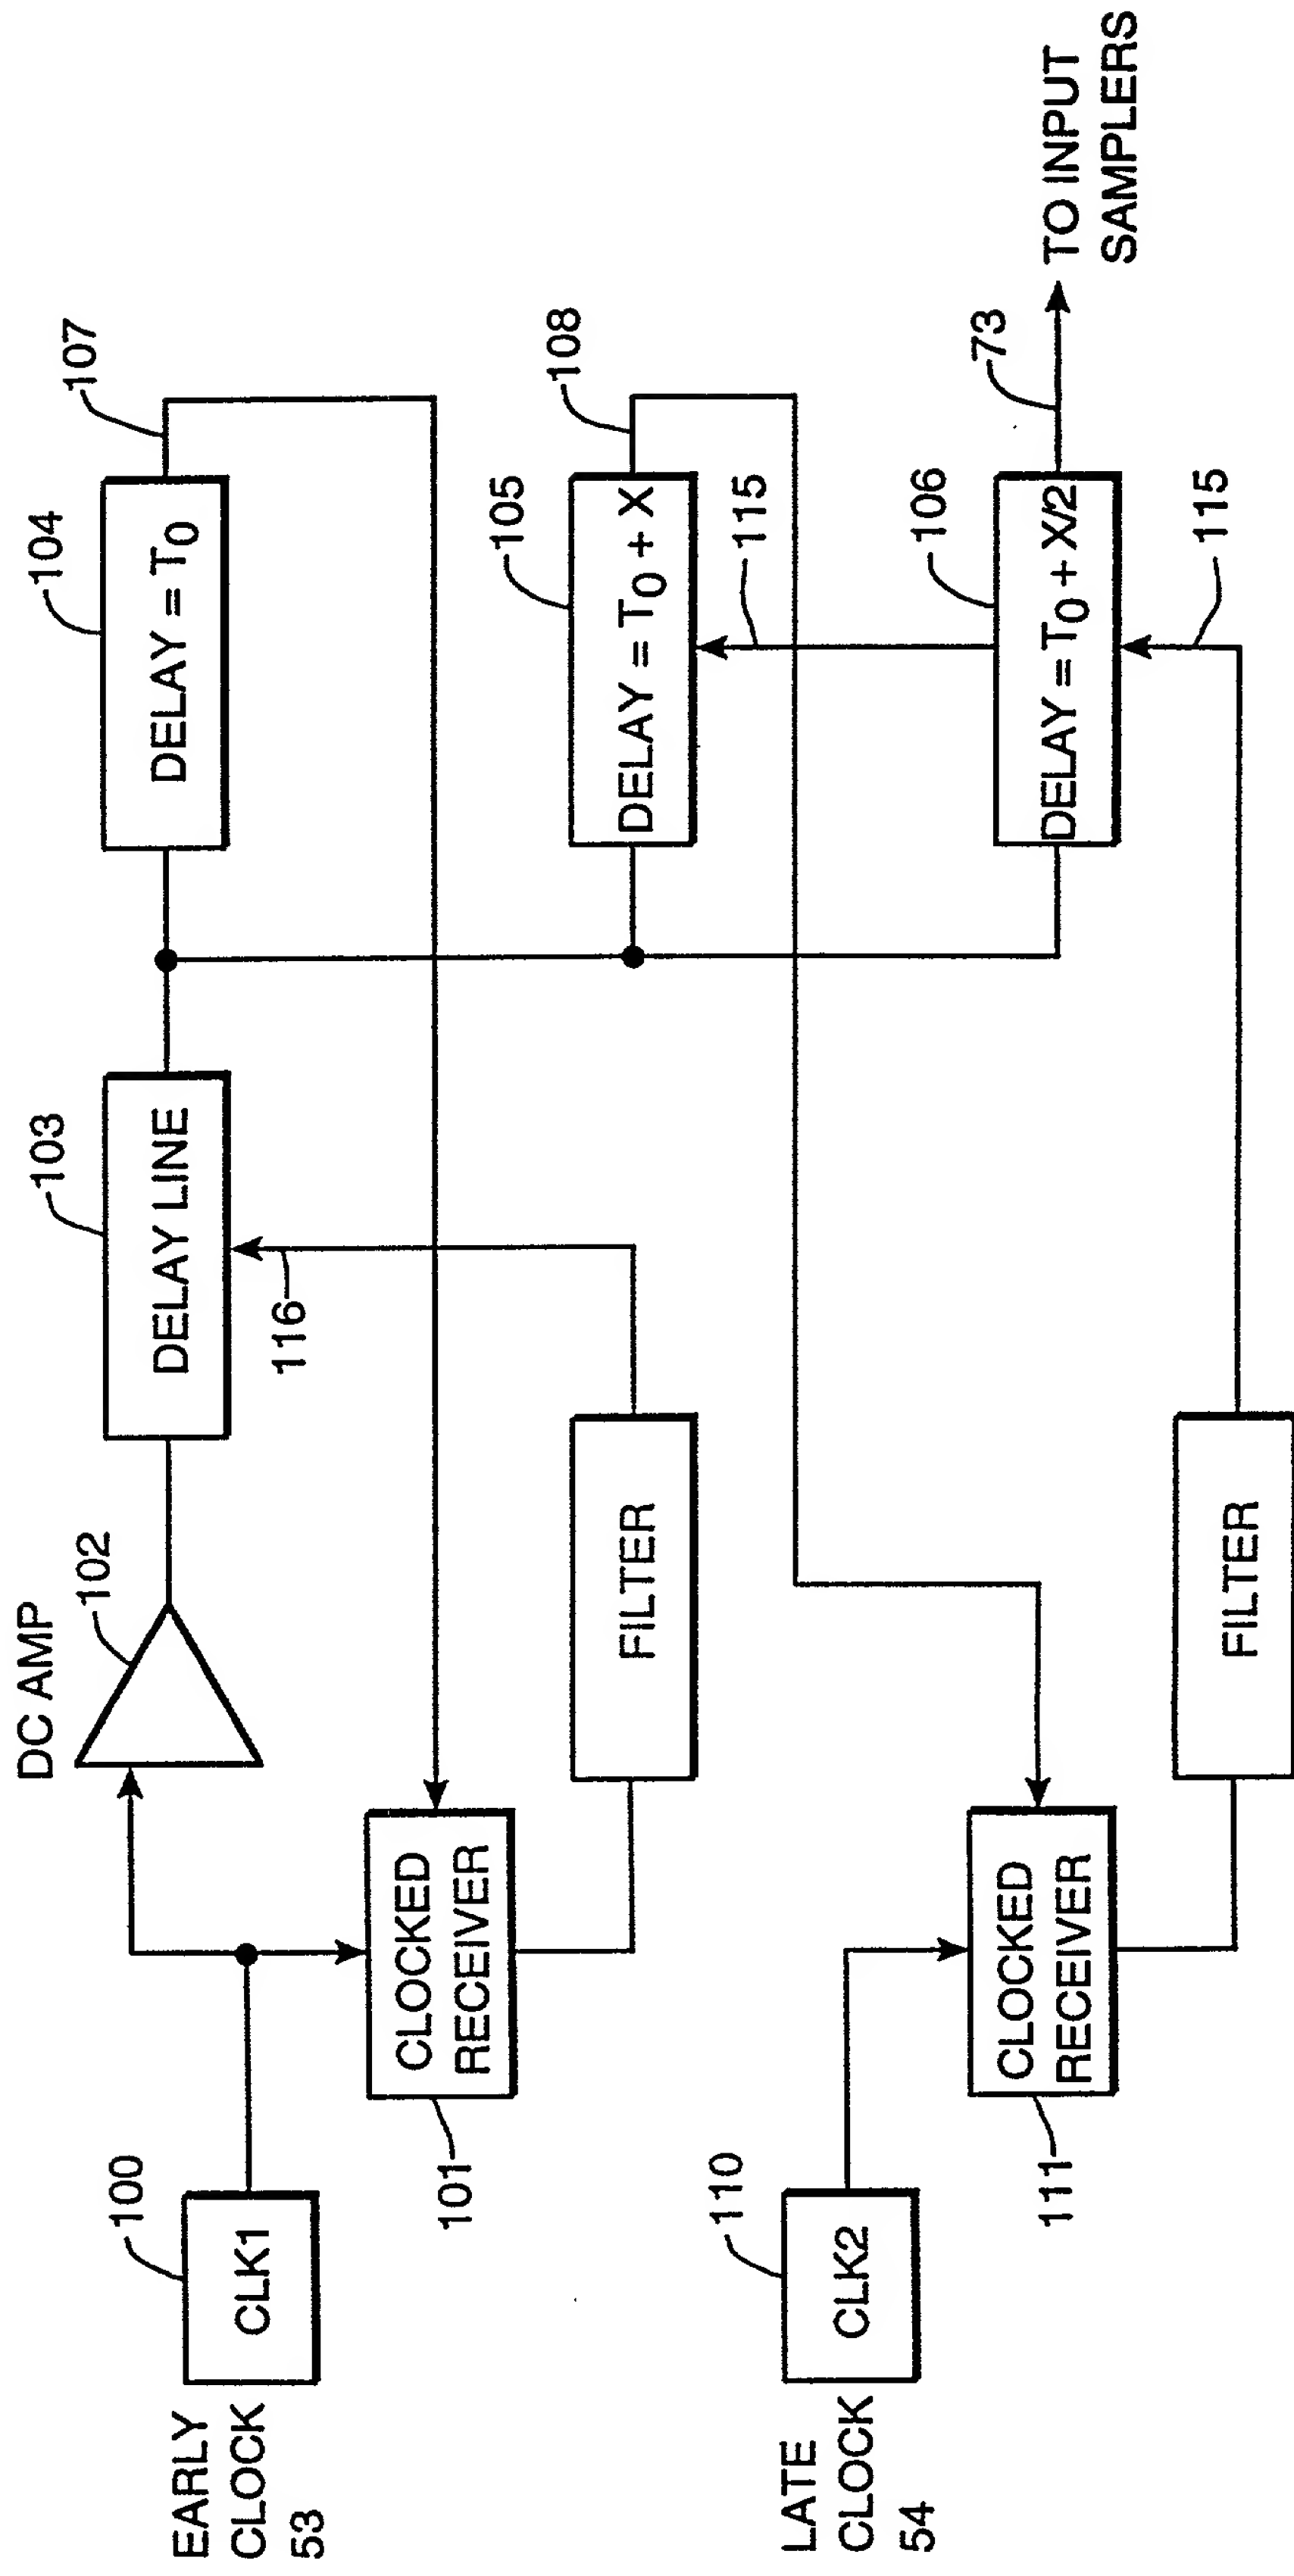 EARLY
CLOCK
53
100
CLK1
DC AMP
102
103
DELAY LINE
104
DELAY = T0
107
101
CLOCKED
RECEIVER
116
FILTER
105
DELAY = T0 + X
108
115
LATE
CLOCK
54
110
CLK2
111
CLOCKED
RECEIVER
FILTER
106
DELAY = T0 + X/2
73
TO INPUT
SAMPLERS
115